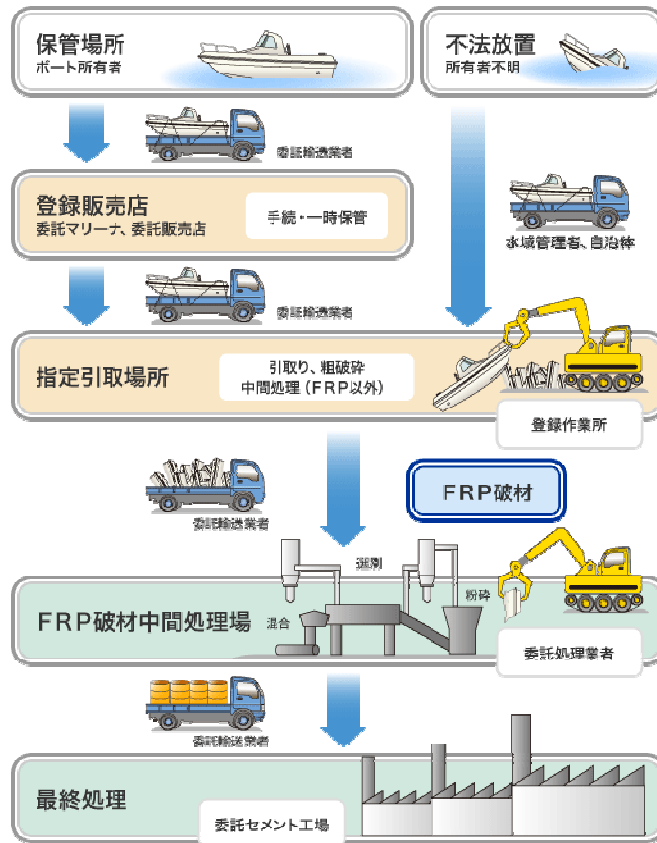 保管場所
ボート所有者
不法放置
所有者不明
委託輸送業者
登録販売店
委託マリーナ、委託販売店
手続・一時保管
水域管理者、自治体
委託輸送業者
指定引取場所
引取り、粗破砕
中間処理(FRP以外)
登録作業所
委託輸送業者
FRP破材
選別
粉砕
混合
FRP破材中間処理場
委託処理業者
委託輸送業者
最終処理
委託セメント工場